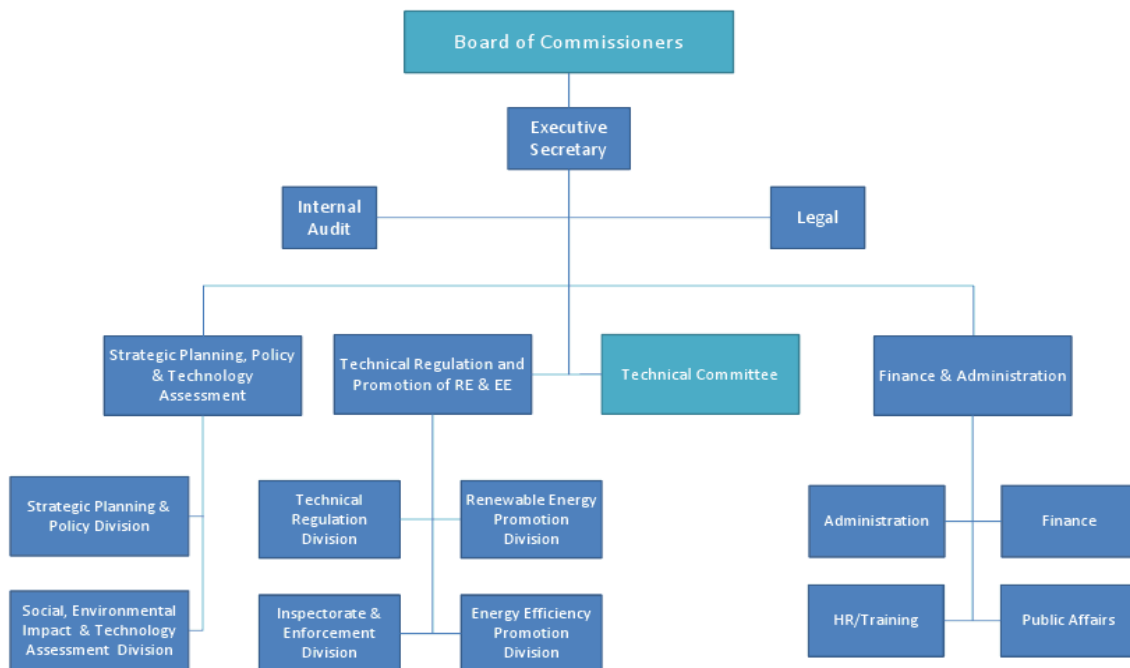 Board of Commissioners
Executive
Secretary
Internal
Audit
Legal
Strategic Planning, Policy
& Technology
Assessment
Technical Regulation and
Promotion of RE & EE
Technical Committee
Finance & Administration
Strategic Planning &
Policy Division
Technical
Regulation
Division
Renewable Energy
Promotion
Division
Administration
Finance
Social, Environmental
Impact & Technology
Assessment Division
Inspectorate &
Enforcement
Division
Energy Efficiency
Promotion
Division
HR/Training
Public Affairs